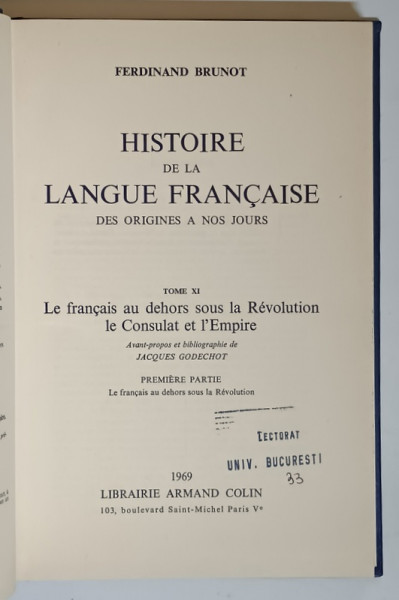 FERDINAND BRUNOT
HISTOIRE
DE LA
LANGUE FRANÇAISE
DES ORIGINES A NOS JOURS
TOME XI
Le français au dehors sous la Révolution
le Consulat et l'Empire
Avant-propos et bibliographie de
JACQUES GODECHOT
PREMIÈRE PARTIE
Le français au dehors sous la Révolution
LECTORAT
UNIV. BUCURESTI
33
1969
LIBRAIRIE ARMAND COLIN
103, boulevard Saint-Michel Paris Ve